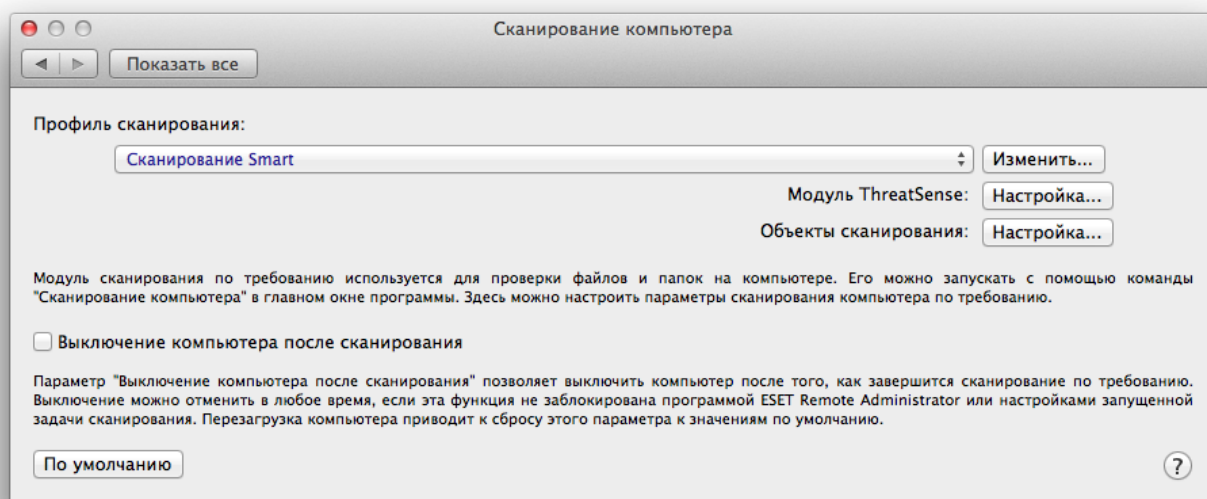 Сканирование компьютера
Показать все
Профиль сканирования:
Сканирование Smart
Изменить...
Модуль ThreatSense: Настройка...
Объекты сканирования: Настройка...
Модуль сканирования по требованию используется для проверки файлов и папок на компьютере. Его можно запускать с помощью команды
"Сканирование компьютера" в главном окне программы. Здесь можно настроить параметры сканирования компьютера по требованию.
Выключение компьютера после сканирования
Параметр "Выключение компьютера после сканирования" позволяет выключить компьютер после того, как завершится сканирование по требованию.
Выключение можно отменить в любое время, если эта функция не заблокирована программой ESET Remote Administrator или настройками запущенной
задачи сканирования. Перезагрузка компьютера приводит к сбросу этого параметра к значениям по умолчанию.
По умолчанию
?